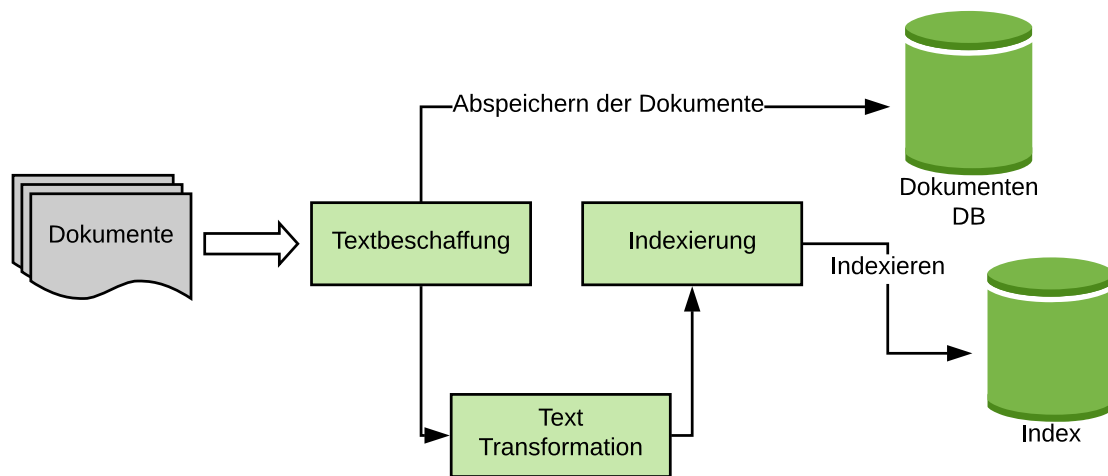 Abspeichern der Dokumente
Dokumenten
DB
Dokumente
Textbeschaffung
Indexierung
Indexieren
Text
Transformation
Index